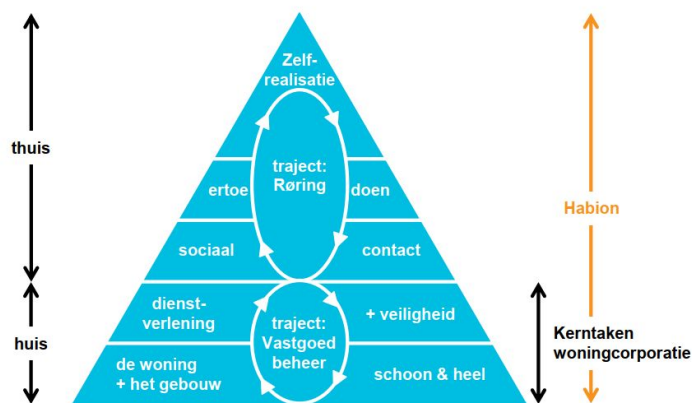 Zelf-
realisatie
thuis
traject:
Røring
ertoe
doen
Habion
sociaal
contact
dienst-
verlening
+ veiligheid
huis
traject:
Vastgoed
beheer
Kerntaken
woningcorporatie
de woning
+ het gebouw
schoon & heel